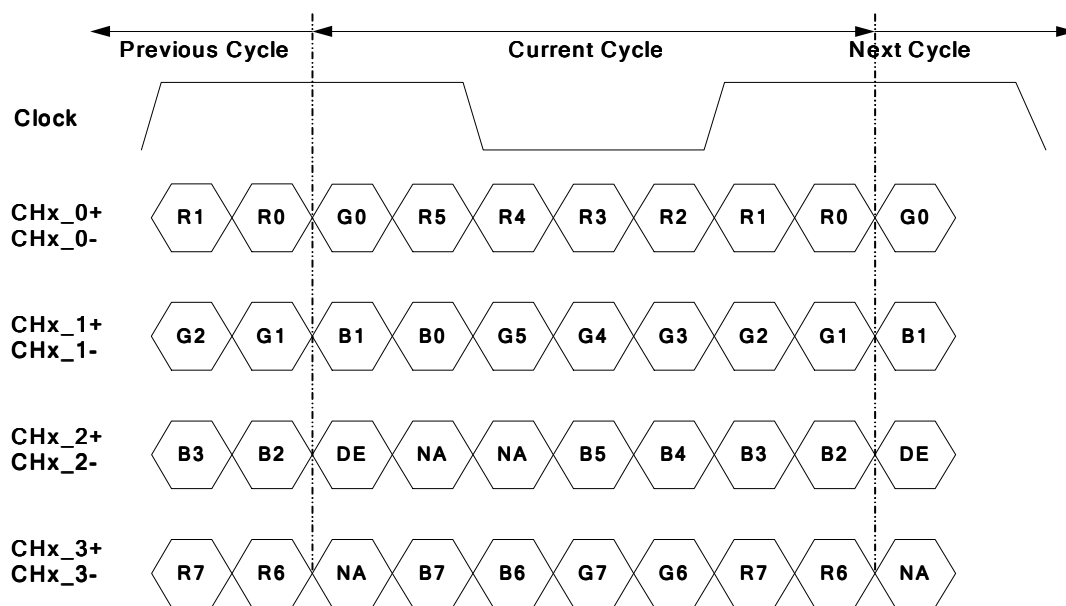 Previous Cycle Current Cycle Next Cycle
Clock
CHx_0+
CHx_0-
R1 R0 G0 R5 R4 R3 R2 R1 R0 G0
CHx_1+
CHx_1-
G2 G1 B1 B0 G5 G4 G3 G2 G1 B1
CHx_2+
CHx_2-
B3 B2 DE NA NA B5 B4 B3 B2 DE
CHx_3+
CHx_3-
R7 R6 NA B7 B6 G7 G6 R7 R6 NA